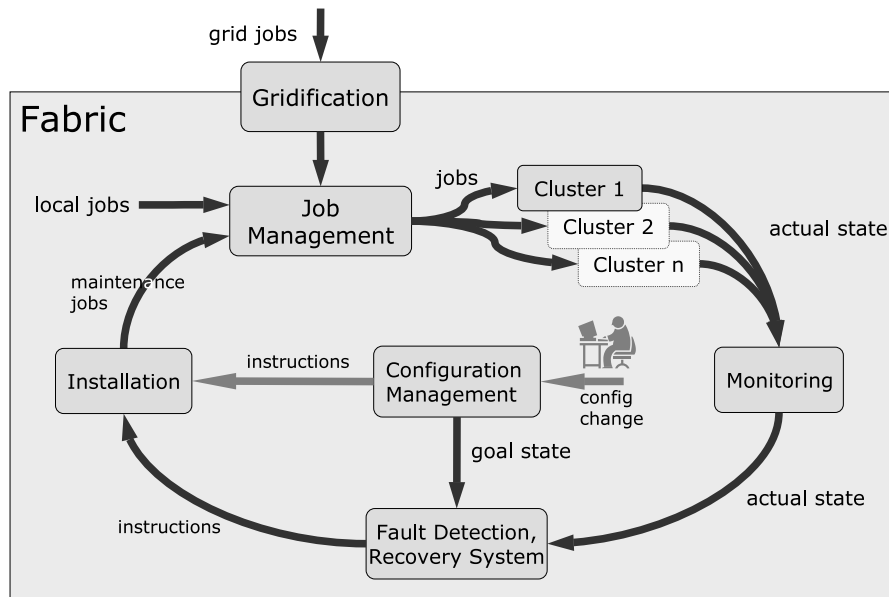 grid jobs
Gridification
Fabric
jobs
Cluster 1
local jobs
Job
Management
Cluster 2
actual state
Cluster n
maintenance
jobs
instructions
Installation
Configuration
Management
config
change
Monitoring
goal state
actual state
instructions
Fault Detection,
Recovery System